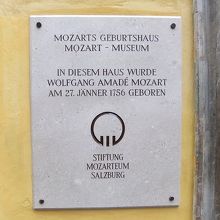 MOZARTS GEBURTSHAUS
MOZART - MUSEUM
IN DIESEM HAUS WURDE
WOLFGANG AMADÉ MOZART
AM 27. JÄNNER 1756 GEBOREN
STIFTUNG
MOZARTEUM
SALZBURG